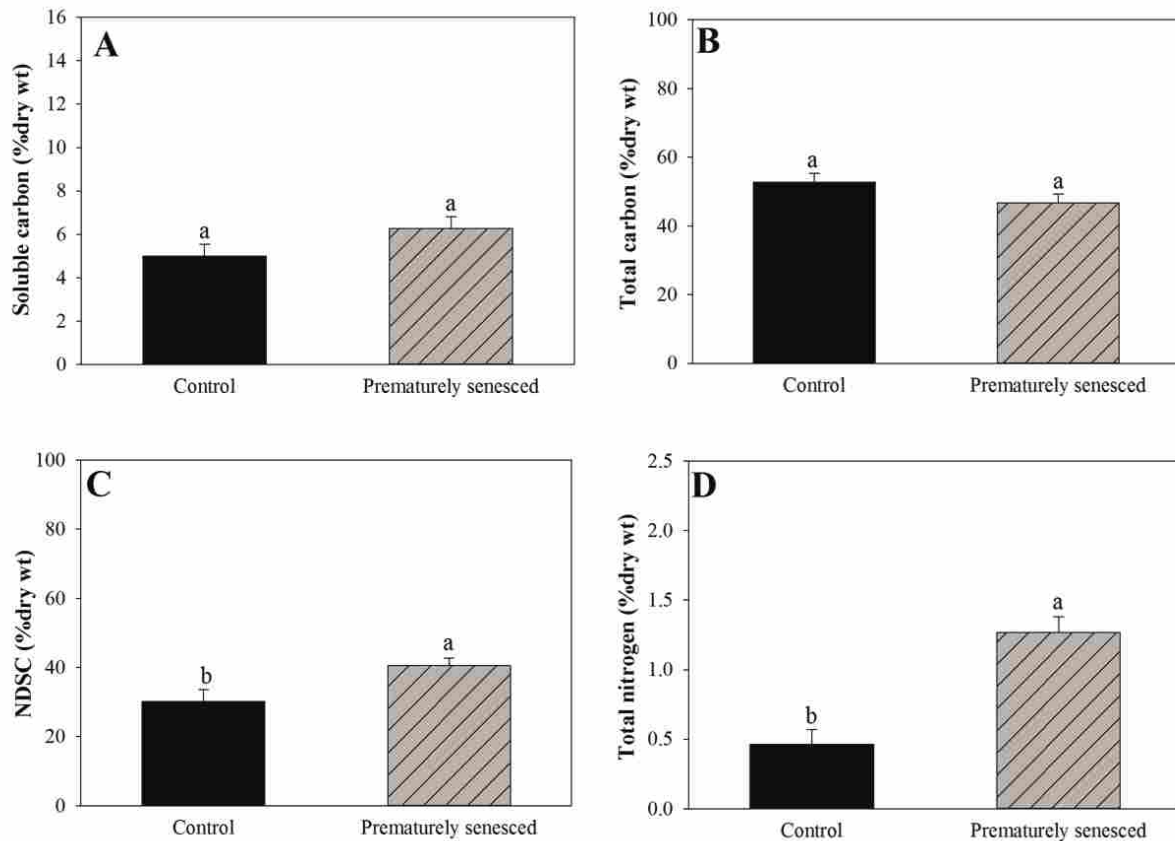 A
Soluble carbon (%dry wt)
16
14
12
10
8
6
4
2
0
a
a
Control
Prematurely senesced
B
Total carbon (%dry wt)
100
80
60
40
20
0
a
a
Control
Prematurely senesced
C
NDSC (%dry wt)
100
80
60
40
20
0
b
a
Control
Prematurely senesced
D
Total nitrogen (%dry wt)
2.5
2.0
1.5
1.0
0.5
0.0
b
a
Control
Prematurely senesced